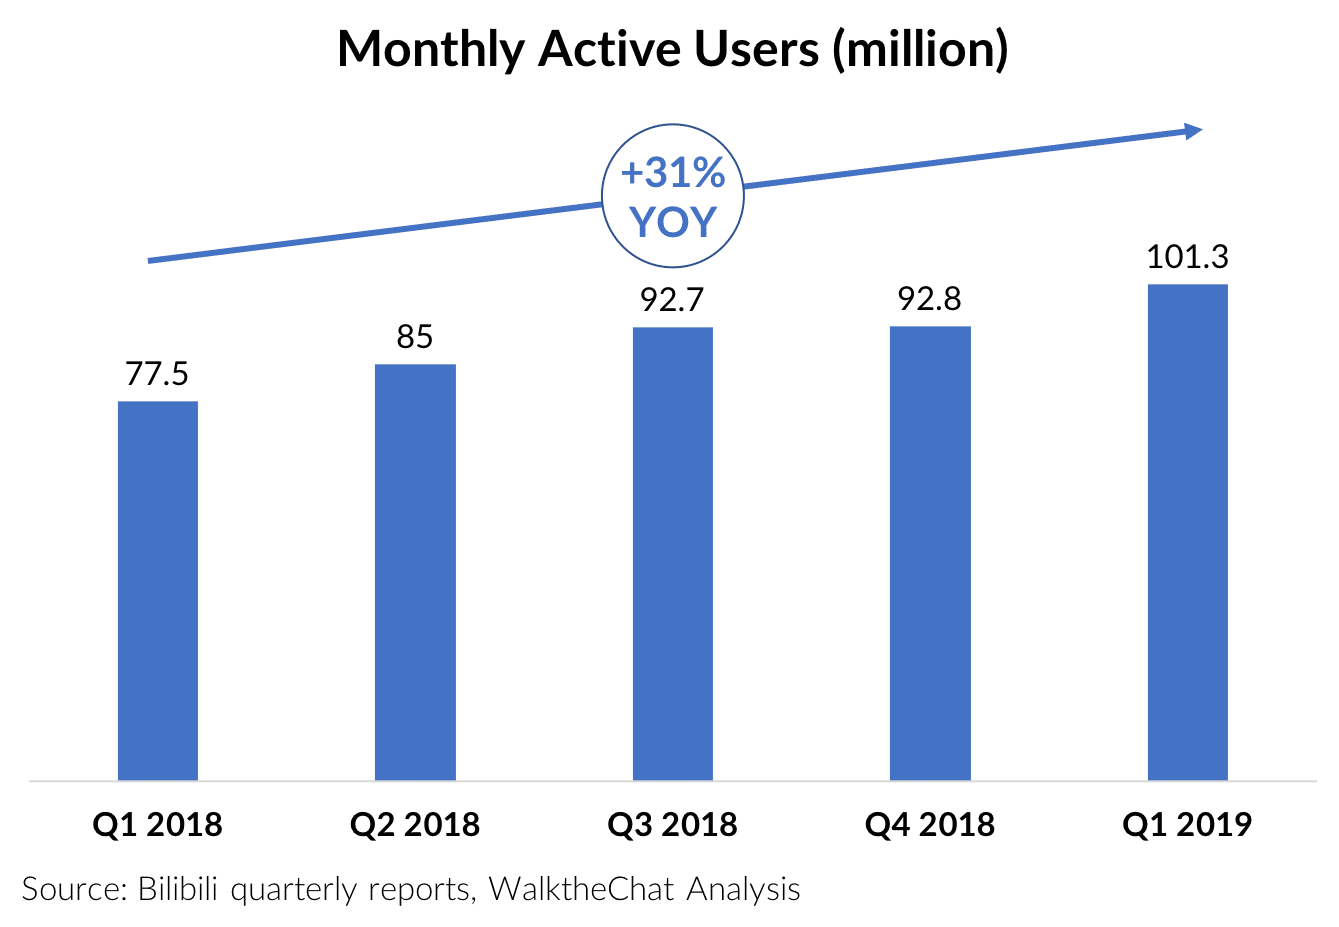 Monthly Active Users (million)
+31%
YOY
77.5
85
92.7
92.8
101.3
Q1 2018
Q2 2018
Q3 2018
Q4 2018
Q1 2019
Source: Bilibili quarterly reports, WalktheChat Analysis